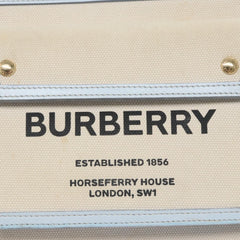 BURBERRY
ESTABLISHED 1856
HORSEFERRY HOUSE
LONDON, SW1